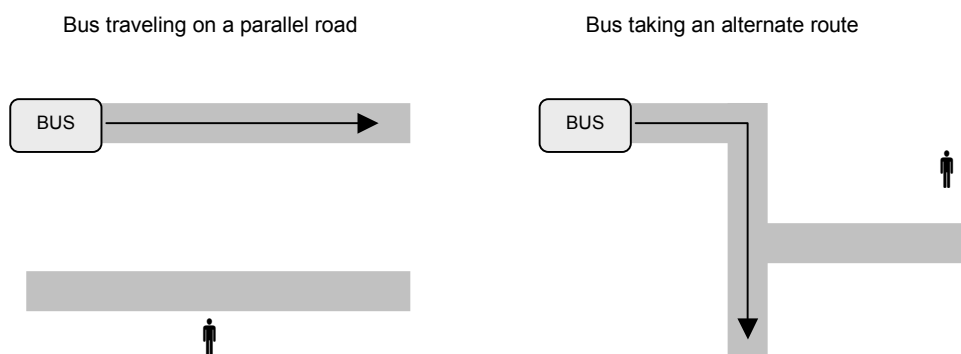 Bus traveling on a parallel road
Bus taking an alternate route
BUS
BUS